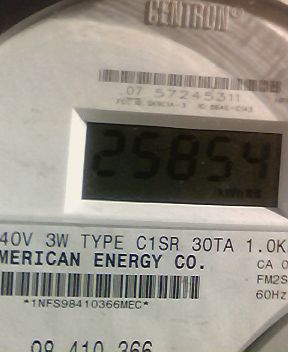 CENTRON®
.07 57245311
25854
40V 3W TYPE C1SR 30TA 1.0K
MERICAN ENERGY CO.
CA 0
FM2S
60Hz
*1NFS98410366MEC*
98 410 366